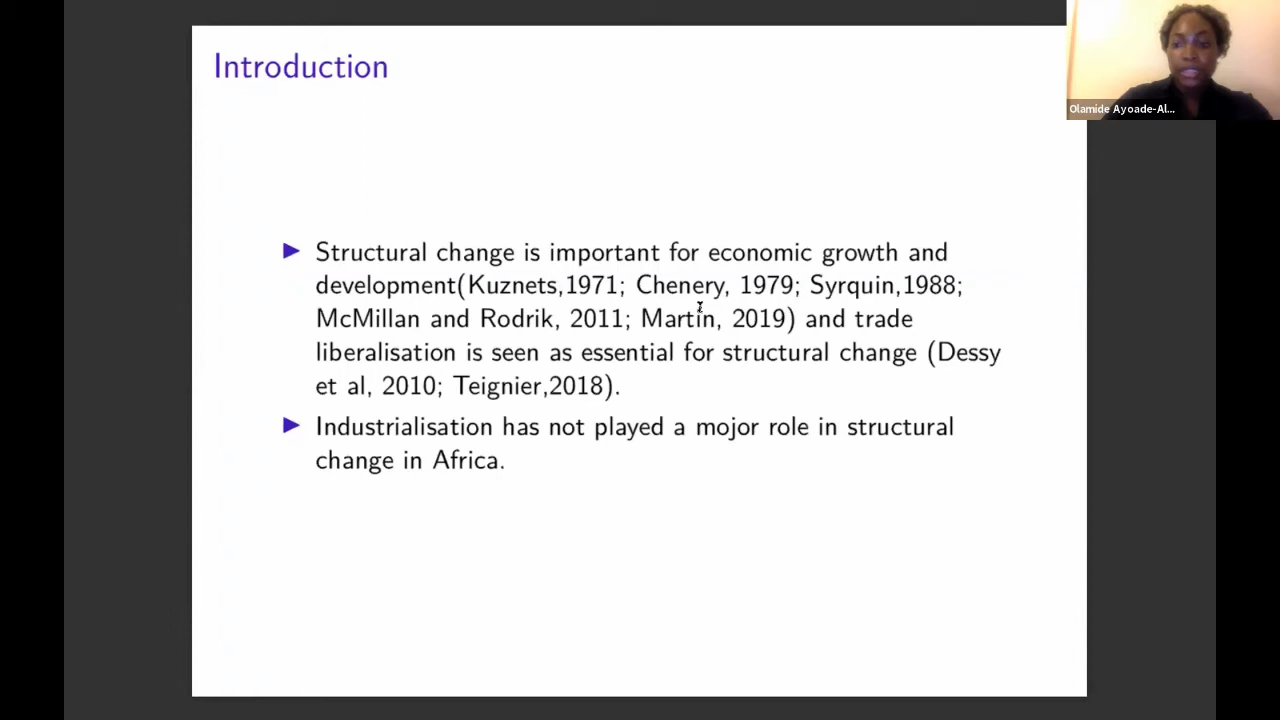 Introduction
Olamide Ayoade-Al...
Structural change is important for economic growth and
development(Kuznets,1971; Chenery, 1979; Syrquin,1988;
McMillan and Rodrik, 2011; Martin, 2019) and trade
liberalisation is seen as essential for structural change (Dessy
et al, 2010; Teignier,2018).
Industrialisation has not played a mojor role in structural
change in Africa.